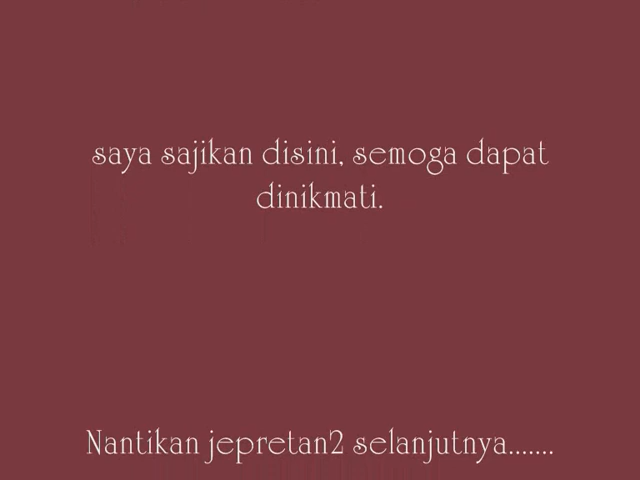 saya sajikan disini, semoga dapat
dinikmati.
Nantikan jepretan2 selanjutnya.......